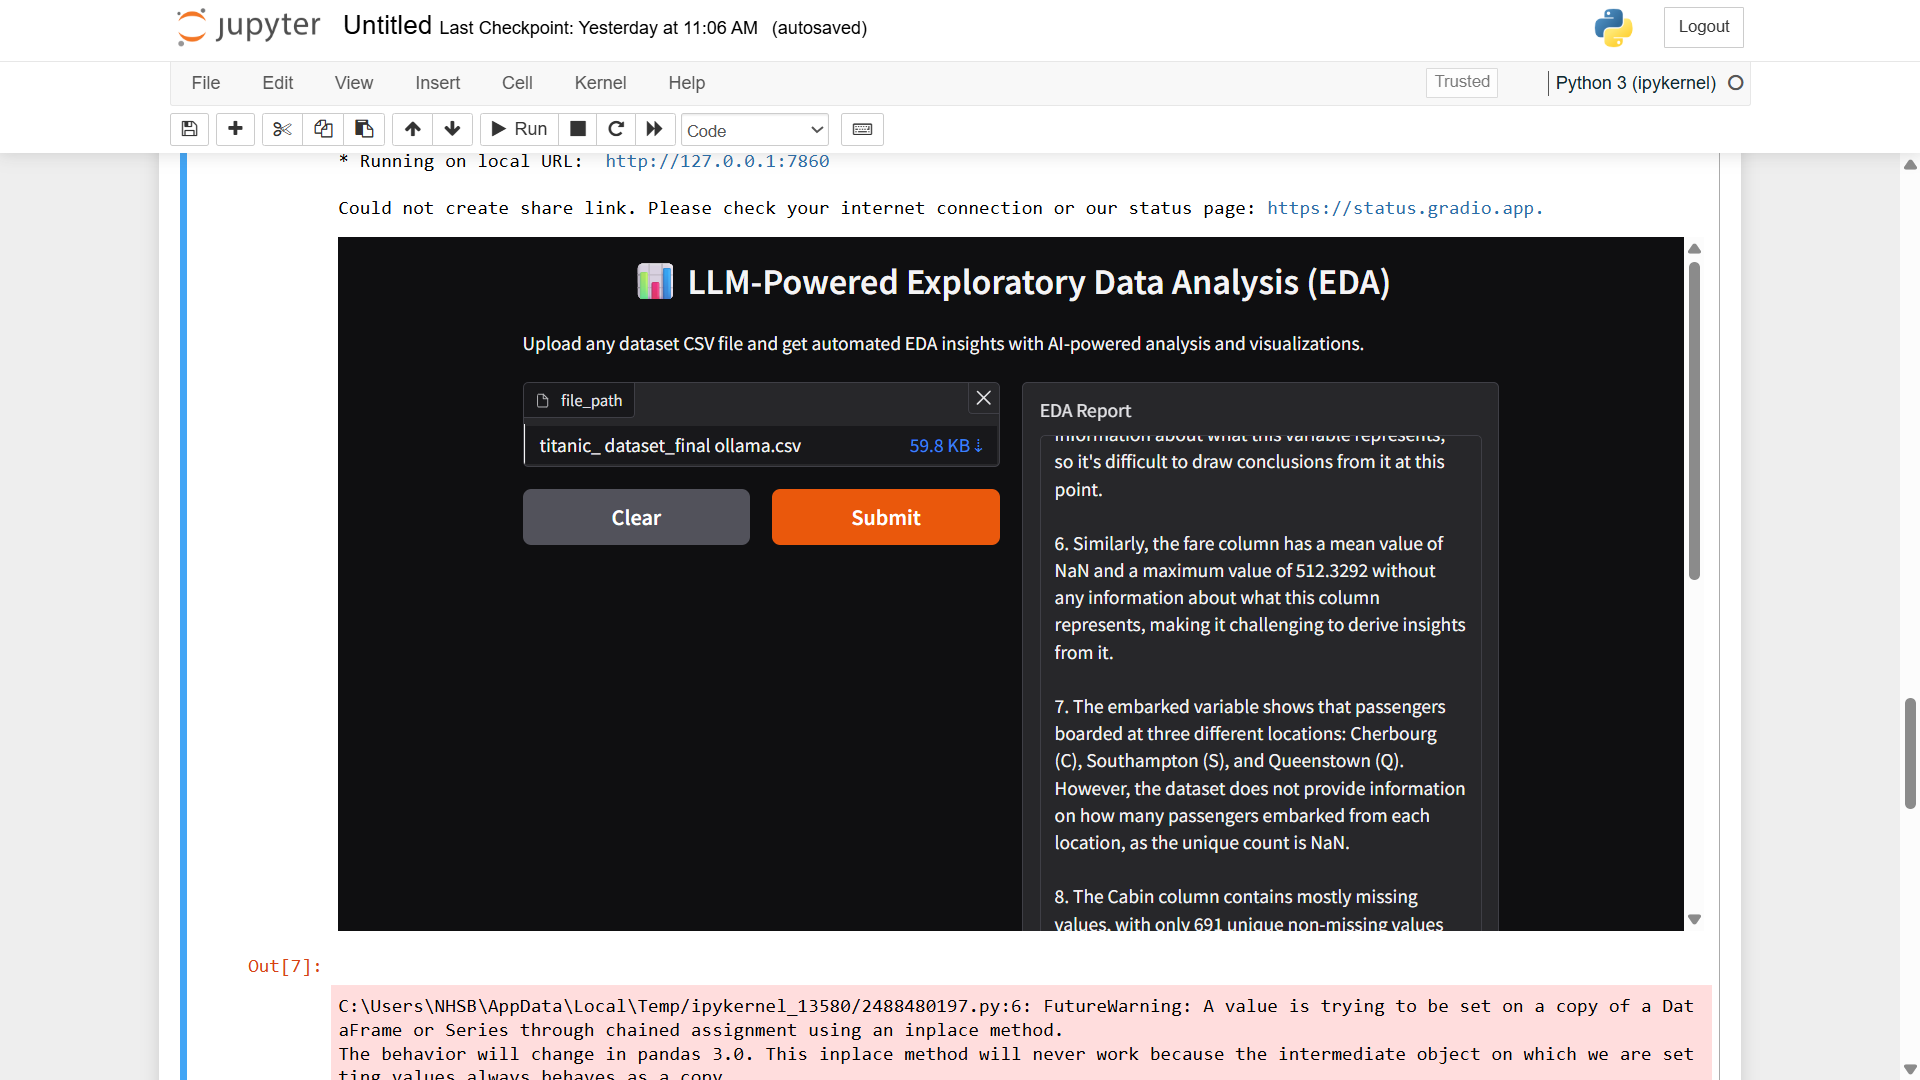 jupyter Untitled Last Checkpoint: Yesterday at 11:06 AM (autosaved)
Logout
File Edit View Insert Cell Kernel Help
Trusted
Python 3 (ipykernel)
Run
Code
* Running on local URL: http://127.0.0.1:7860
Could not create share link. Please check your internet connection or our status page: https://status.gradio.app.
LLM-Powered Exploratory Data Analysis (EDA)
Upload any dataset CSV file and get automated EDA insights with AI-powered analysis and visualizations.
file_path
titanic_ dataset_final ollama.csv 59.8 KB ↓
Clear
Submit
EDA Report
information about what this variable represents,
so it's difficult to draw conclusions from it at this
point.
6. Similarly, the fare column has a mean value of
NaN and a maximum value of 512.3292 without
any information about what this column
represents, making it challenging to derive insights
from it.
7. The embarked variable shows that passengers
boarded at three different locations: Cherbourg
(C), Southampton (S), and Queenstown (Q).
However, the dataset does not provide information
on how many passengers embarked from each
location, as the unique count is NaN.
8. The Cabin column contains mostly missing
values, with only 691 unique non-missing values
Out[7]:
C:\Users\NHSB\AppData\Local\Temp/ipykernel_13580/2488480197.py:6: FutureWarning: A value is trying to be set on a copy of a Dat
aFrame or Series through chained assignment using an inplace method.
The behavior will change in pandas 3.0. This inplace method will never work because the intermediate object on which we are set
ting values always behaves as a copy.